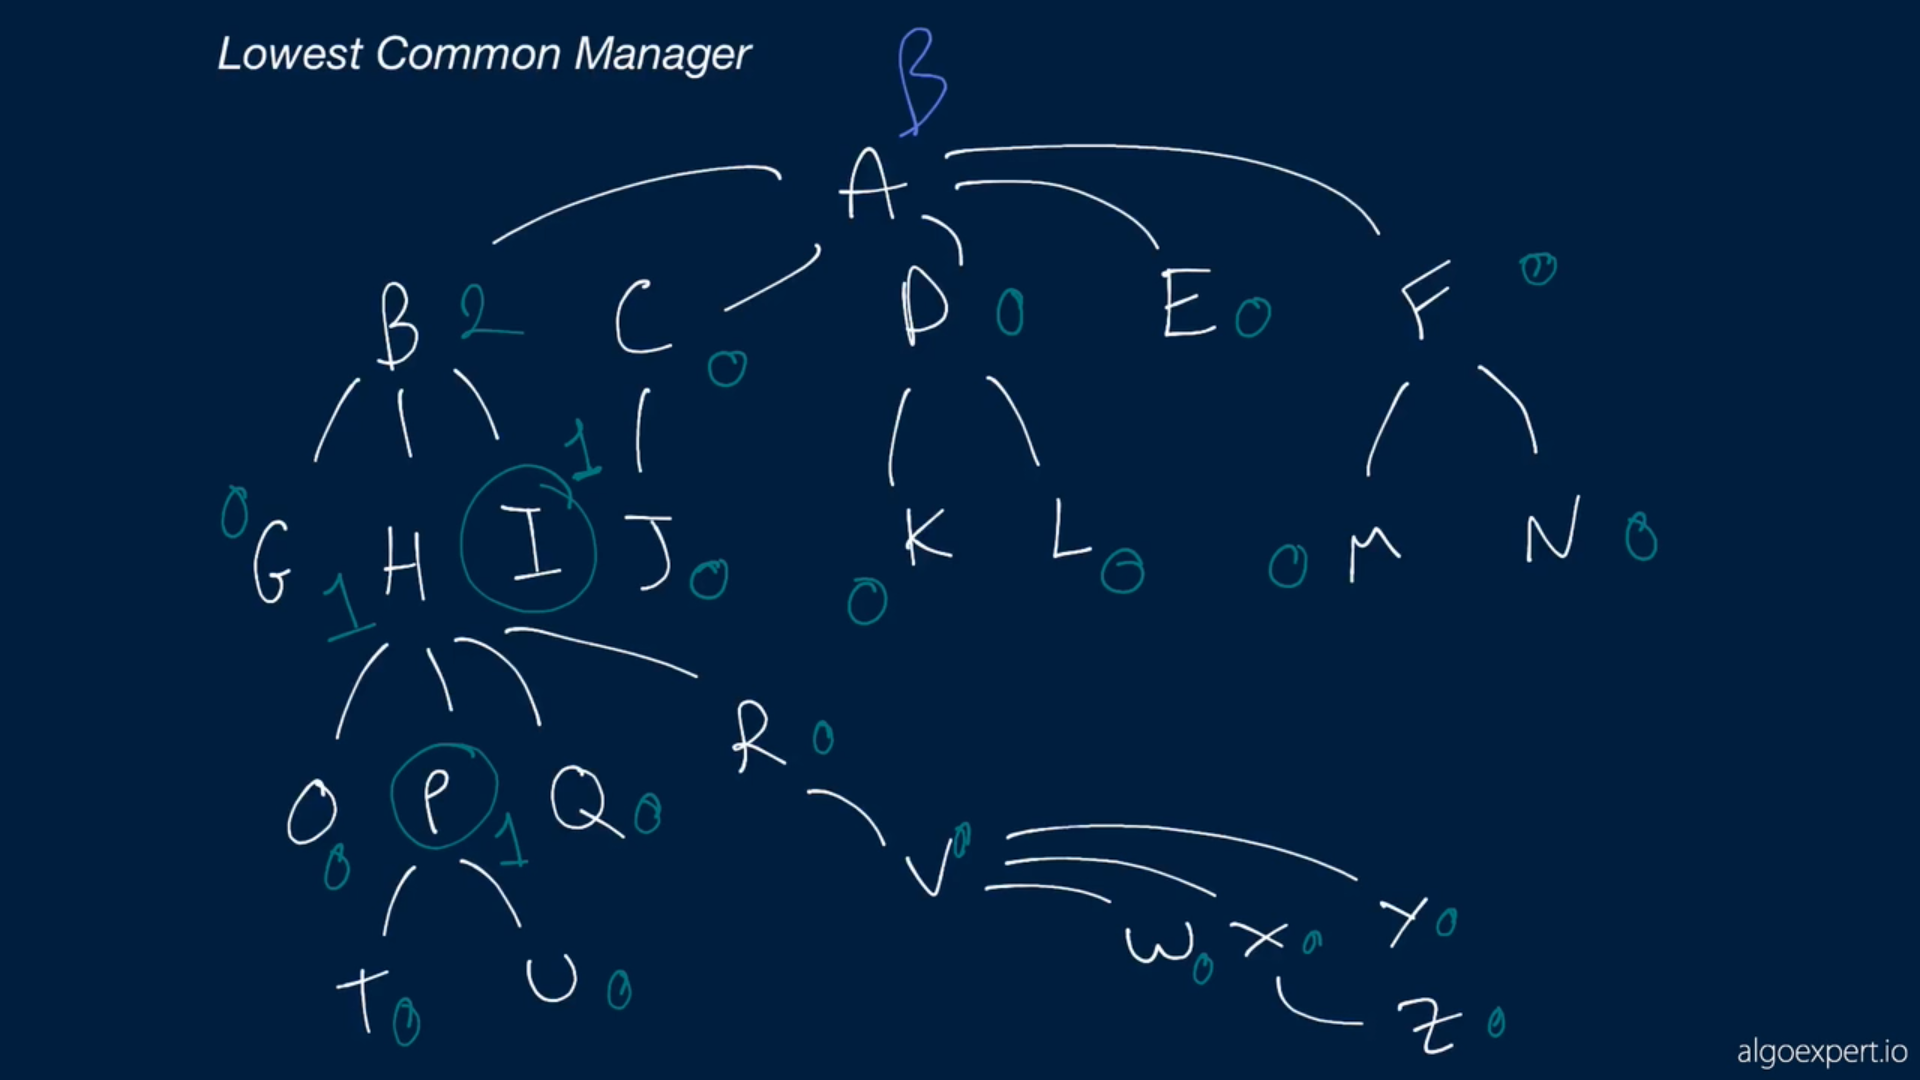 Lowest Common Manager
B
A
B 2 C 0 D 0 E 0 F 0
0 G 1 H I 1 J 0 0 K L 0 0 M N 0
O 0 P 1 Q 0 R 0
V 0
T 0 U 0 W 0 X 0 Y 0
Z 0
algoexpert.io